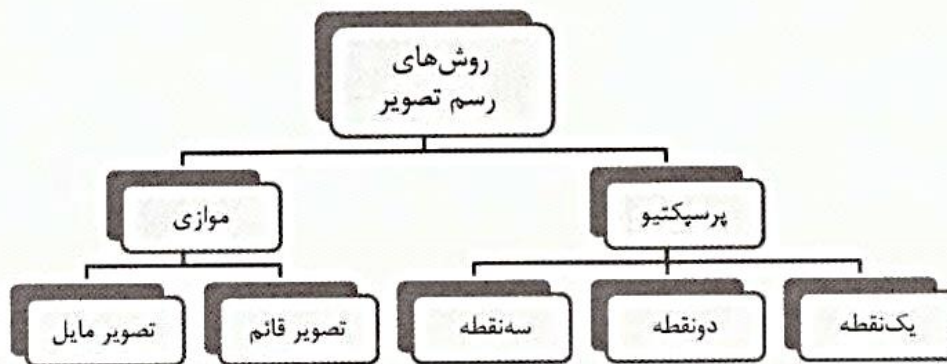 روش‌های
رسم تصویر
پرسپکتیو
موازی
یک‌نقطه
دونقطه
سه‌نقطه
تصویر قائم
تصویر مایل